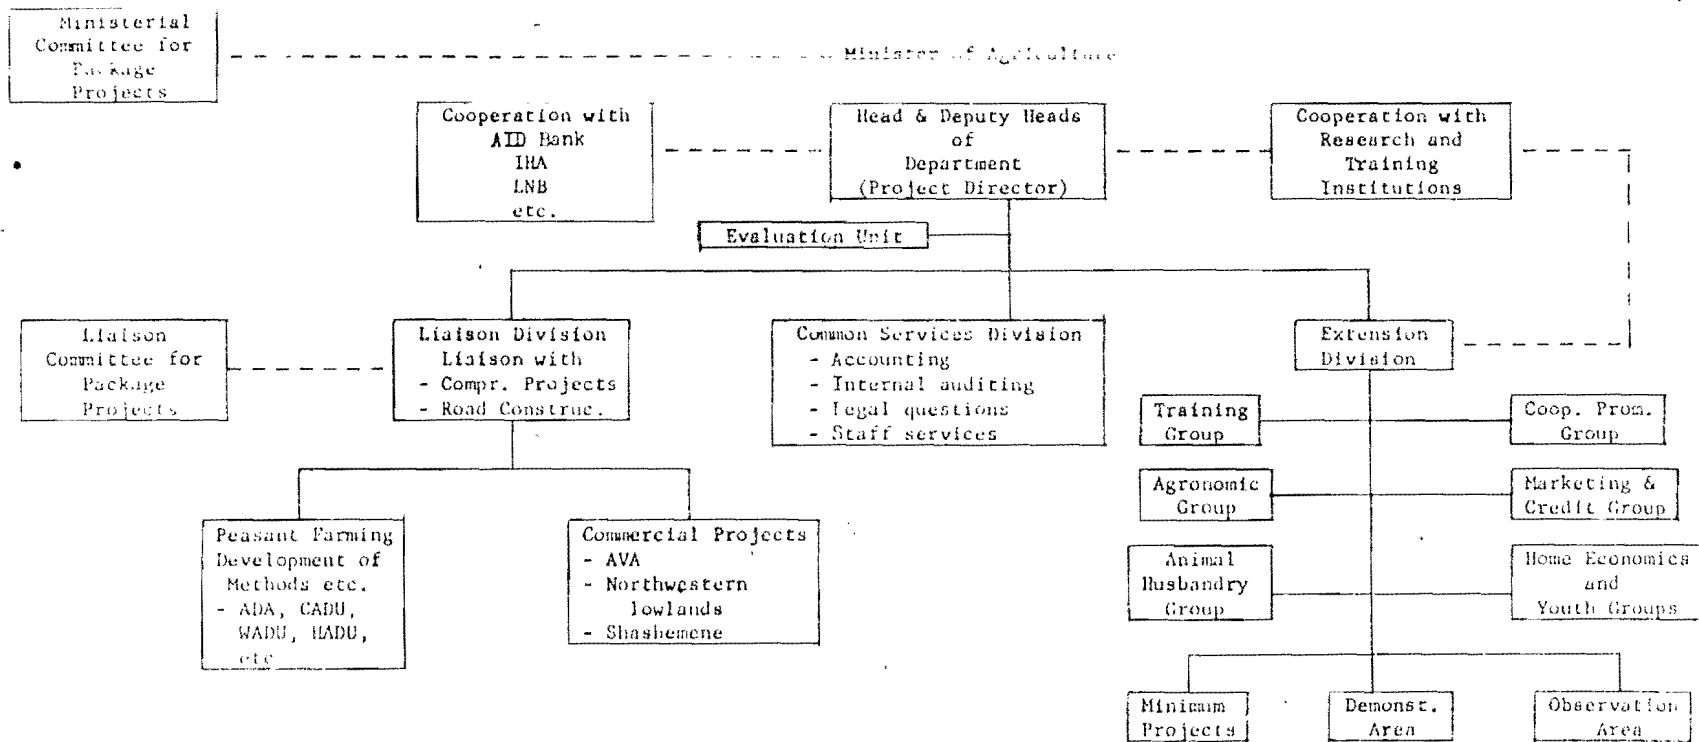 Ministerial
Committee for
Package
Projects
Minister of Agriculture
Cooperation with
AID Bank
IHA
LNB
etc.
Head & Deputy Heads
of
Department
(Project Director)
Cooperation with
Research and
Training
Institutions
Evaluation Unit
Liaison
Committee for
Package
Projects
Liaison Division
Liaison with
- Compr. Projects
- Road Construc.
Common Services Division
- Accounting
- Internal auditing
- Legal questions
- Staff services
Extension
Division
Training
Group
Coop. Prom.
Group
Agronomic
Group
Marketing &
Credit Group
Animal
Husbandry
Group
Home Economics
and
Youth Groups
Peasant Farming
Development of
Methods etc.
- ADA, CADU,
WADU, HADU,
etc
Commercial Projects
- AVA
- Northwestern
lowlands
- Shashemene
Minimum
Projects
Demonst.
Area
Observation
Area